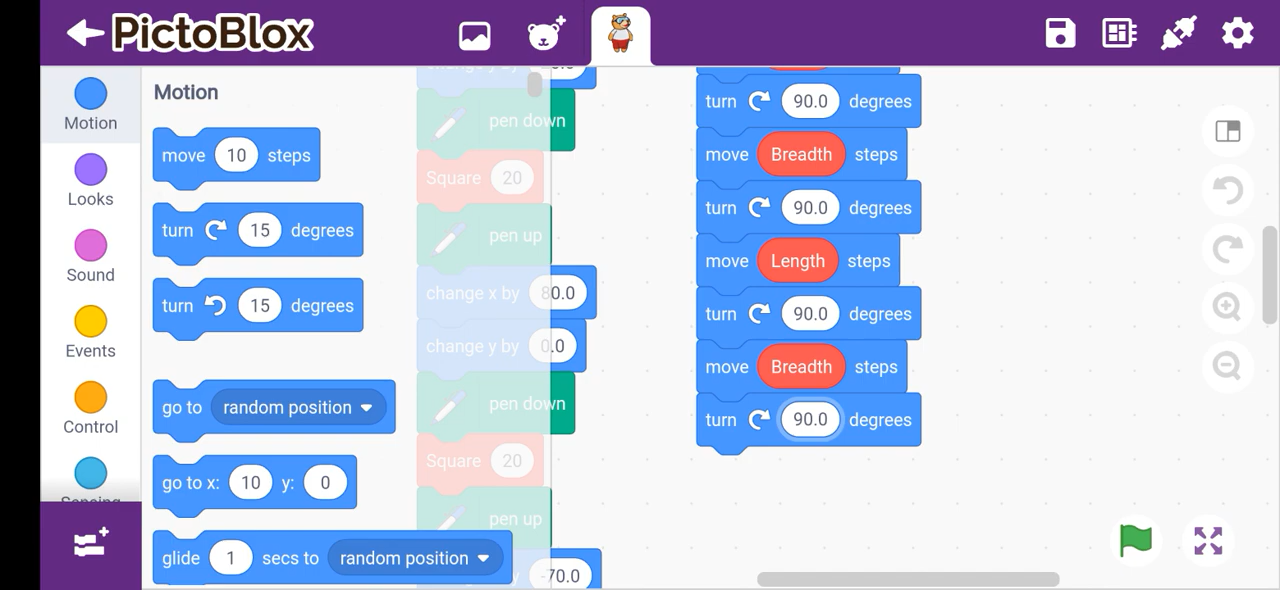 PictoBlox
Motion
Looks
Sound
Events
Control
Sensing
Motion
move 10 steps
turn 15 degrees
turn 15 degrees
go to random position
go to x: 10 y: 0
glide 1 secs to random position
change y by
pen down
Square 20
pen up
change x by 80.0
change y by 0.0
pen down
Square 20
pen up
-70.0
turn 90.0 degrees
move Breadth steps
turn 90.0 degrees
move Length steps
turn 90.0 degrees
move Breadth steps
turn 90.0 degrees